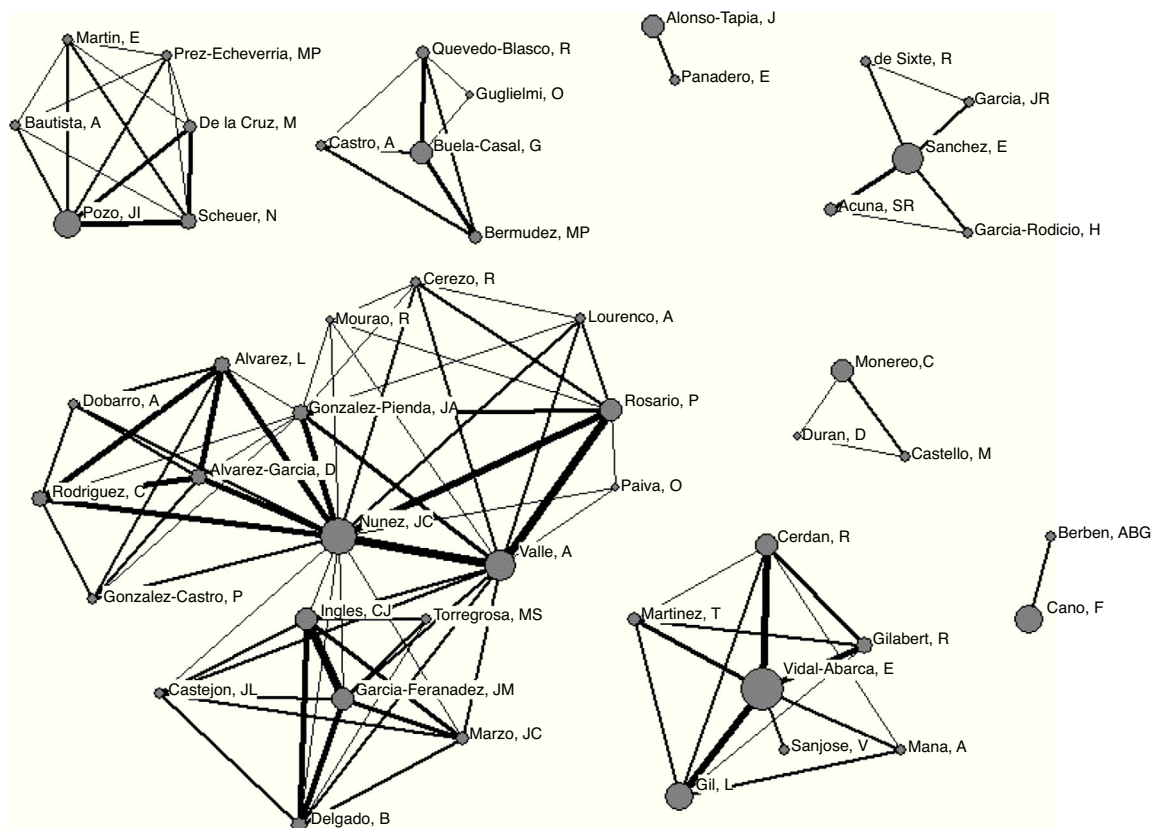 Alonso-Tapia, J
Panadero, E
Martin, E
Prez-Echeverria, MP
Bautista, A
De la Cruz, M
Pozo, JI
Scheuer, N
Quevedo-Blasco, R
Guglielmi, O
Castro, A
Buela-Casal, G
Bermudez, MP
de Sixte, R
Garcia, JR
Sanchez, E
Acuna, SR
Garcia-Rodicio, H
Cerezo, R
Mourao, R
Lourenco, A
Alvarez, L
Dobarro, A
Gonzalez-Pienda, JA
Rosario, P
Alvarez-Garcia, D
Rodriguez, C
Paiva, O
Nunez, JC
Valle, A
Gonzalez-Castro, P
Ingles, CJ
Torregrosa, MS
Castejon, JL
Garcia-Feranadez, JM
Marzo, JC
Delgado, B
Monereo,C
Duran, D
Castello, M
Cerdan, R
Martinez, T
Gilabert, R
Vidal-Abarca, E
Sanjose, V
Mana, A
Gil, L
Berben, ABG
Cano, F